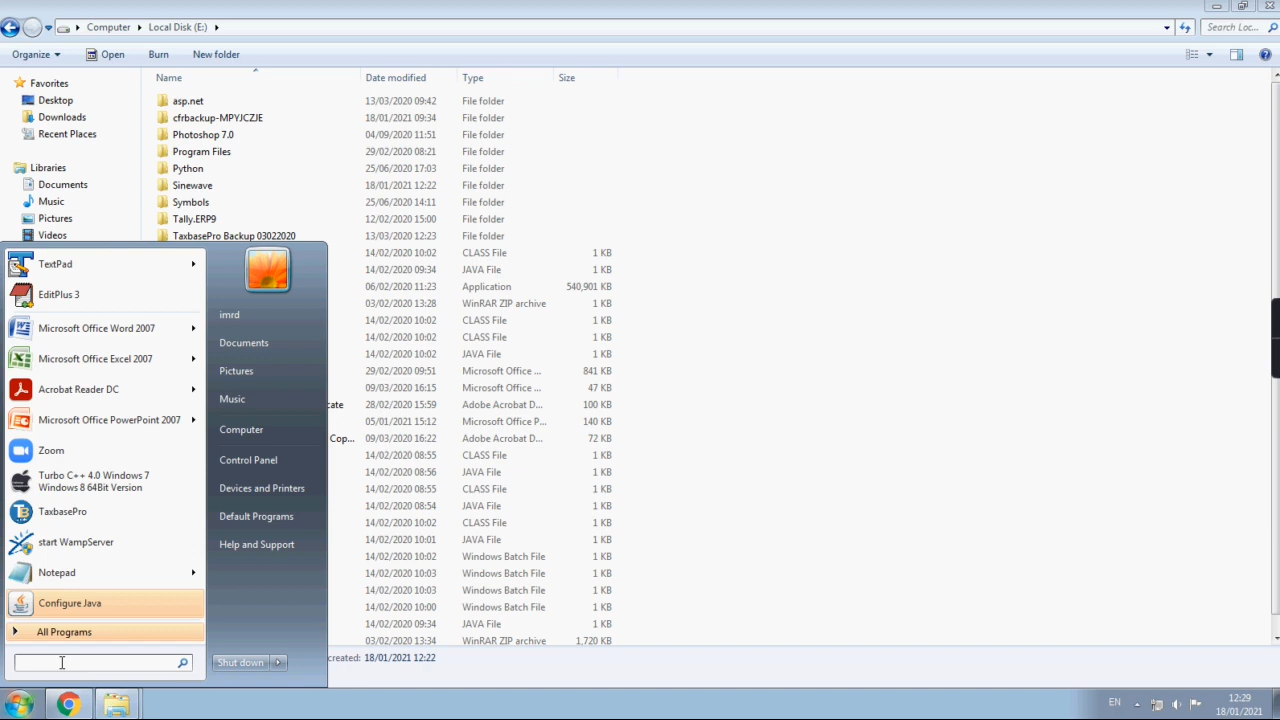 Computer Local Disk (E:) Search Loc...
Organize Open Burn New folder
Name Date modified Type Size
Favorites
Desktop
Downloads
Recent Places
Libraries
Documents
Music
Pictures
Videos
asp.net 13/03/2020 09:42 File folder
cfrbackup-MPYJCZJE 18/01/2021 09:34 File folder
Photoshop 7.0 04/09/2020 11:51 File folder
Program Files 29/02/2020 08:21 File folder
Python 25/06/2020 17:03 File folder
Sinewave 18/01/2021 12:22 File folder
Symbols 25/06/2020 14:11 File folder
Tally.ERP9 12/02/2020 15:00 File folder
TaxbasePro Backup 03022020 13/03/2020 12:23 File folder
14/02/2020 10:02 CLASS File 1 KB
14/02/2020 09:34 JAVA File 1 KB
06/02/2020 11:23 Application 540,901 KB
03/02/2020 13:28 WinRAR ZIP archive 1 KB
14/02/2020 10:02 CLASS File 1 KB
14/02/2020 10:02 CLASS File 1 KB
14/02/2020 10:02 JAVA File 1 KB
29/02/2020 09:51 Microsoft Office ... 841 KB
09/03/2020 16:15 Microsoft Office ... 47 KB
cate 28/02/2020 15:59 Adobe Acrobat D... 100 KB
05/01/2021 15:12 Microsoft Office P... 140 KB
Cop... 09/03/2020 16:22 Adobe Acrobat D... 72 KB
14/02/2020 08:55 CLASS File 1 KB
14/02/2020 08:56 JAVA File 1 KB
14/02/2020 08:55 CLASS File 1 KB
14/02/2020 08:54 JAVA File 1 KB
14/02/2020 10:02 CLASS File 1 KB
14/02/2020 10:01 JAVA File 1 KB
14/02/2020 10:02 Windows Batch File 1 KB
14/02/2020 10:03 Windows Batch File 1 KB
14/02/2020 10:03 Windows Batch File 1 KB
14/02/2020 10:00 Windows Batch File 1 KB
14/02/2020 09:34 JAVA File 1 KB
03/02/2020 13:34 WinRAR ZIP archive 1,720 KB
created: 18/01/2021 12:22
TextPad
EditPlus 3
Microsoft Office Word 2007
Microsoft Office Excel 2007
Acrobat Reader DC
Microsoft Office PowerPoint 2007
Zoom
Turbo C++ 4.0 Windows 7
Windows 8 64Bit Version
TaxbasePro
start WampServer
Notepad
Configure Java
All Programs
imrd
Documents
Pictures
Music
Computer
Control Panel
Devices and Printers
Default Programs
Help and Support
Shut down
EN
12:29
18/01/2021